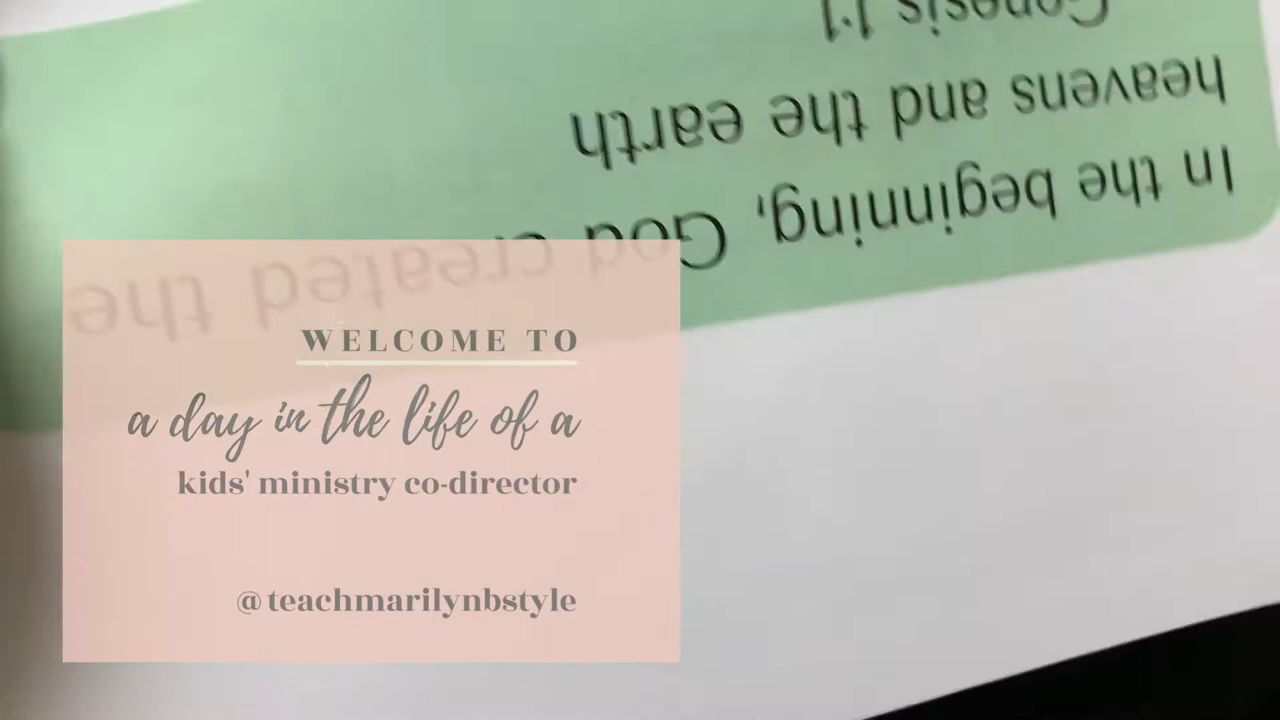 In the beginning, God created the
heavens and the earth
Genesis 1:1
WELCOME TO
a day in the life of a
kids' ministry co-director
@teachmarilynbstyle